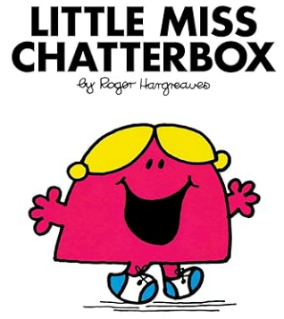 LITTLE MISS
CHATTERBOX
by Roger Hargreaves